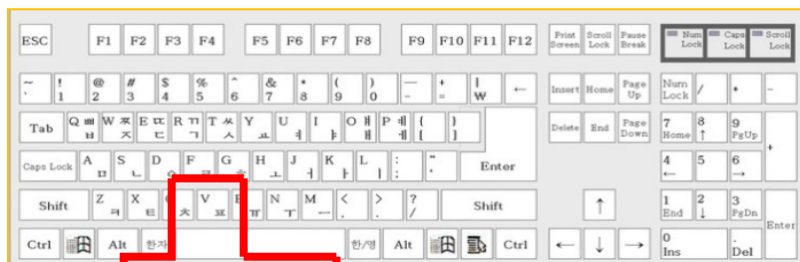 ESC F1 F2 F3 F4 F5 F6 F7 F8 F9 F10 F11 F12 Print Screen Scroll Lock Pause Break Num Lock Caps Lock Scroll Lock
~ ` ! 1 @ 2 # 3 $ 4 % 5 ^ 6 & 7 * 8 ( 9 ) 0 — - + = | ₩ ← Insert Home Page Up Num Lock / * -
Tab Q ㅃ ㅂ W ㅉ ㅈ E ㄸ ㄷ R ㄲ ㄱ T ㅆ ㅅ Y ㅛ U ㅕ I ㅑ O ㅒ ㅐ P ㅖ ㅔ { [ } ] Delete End Page Down 7 Home 8 ↑ 9 PgUp +
Caps Lock A ㅁ S ㄴ D F G H ㅗ J ㅓ K ㅏ L ㅣ : ; " ' Enter 4 ← 5 6 →
Shift Z ㅋ X ㅌ ㅊ V ㅍ ㅠ N ㅜ M ㅡ < , > . ? / Shift ↑ 1 End 2 ↓ 3 PgDn Enter
Ctrl Alt 한자 한/영 Alt Ctrl ← ↓ → 0 Ins . Del